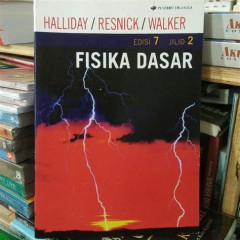 PENERBIT ERLANGGA
HALLIDAY / RESNICK / WALKER
EDISI 7 JILID 2
FISIKA DASAR